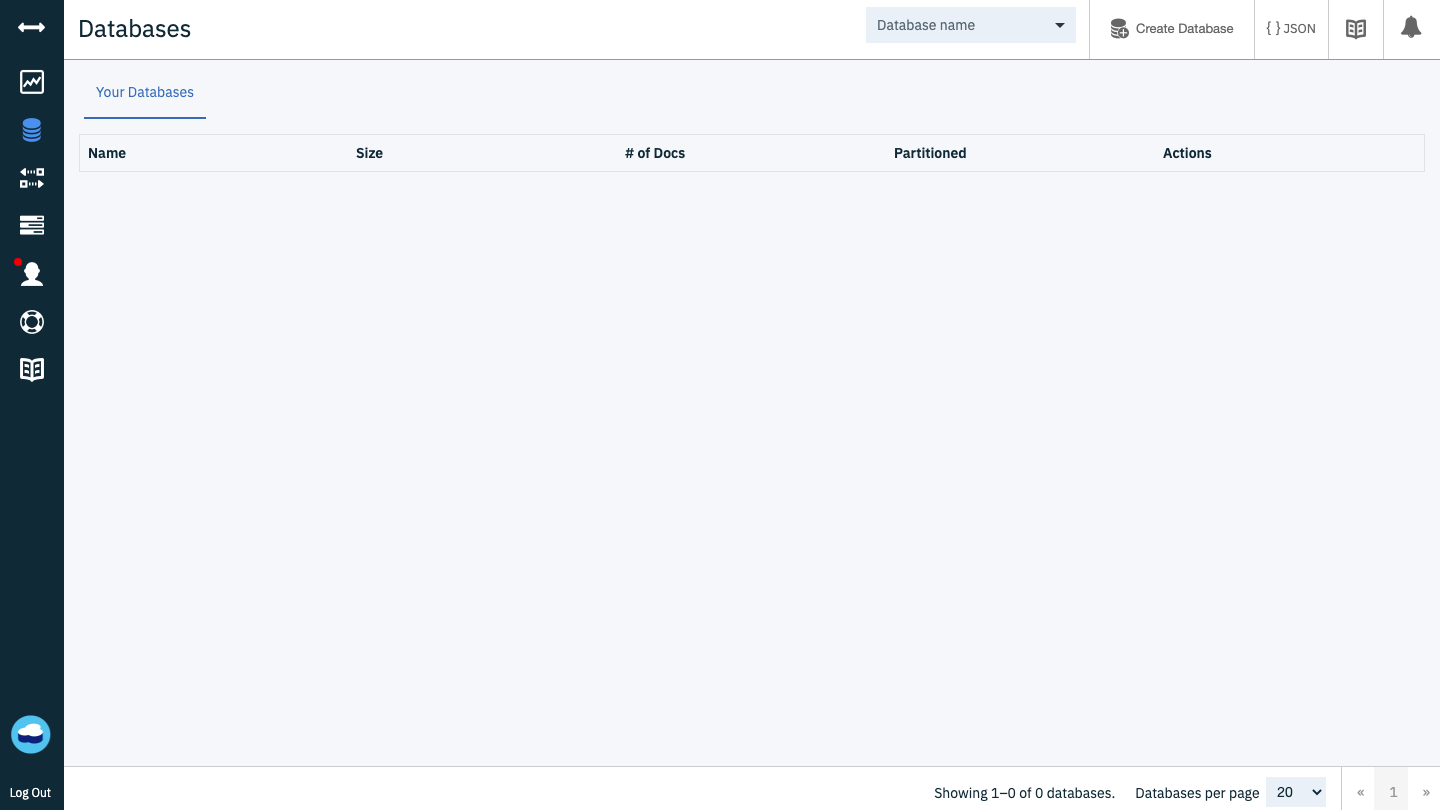 Databases
Database name
Create Database
{ } JSON
Your Databases
Name Size # of Docs Partitioned Actions
Log Out
Showing 1–0 of 0 databases. Databases per page 20 « 1 »